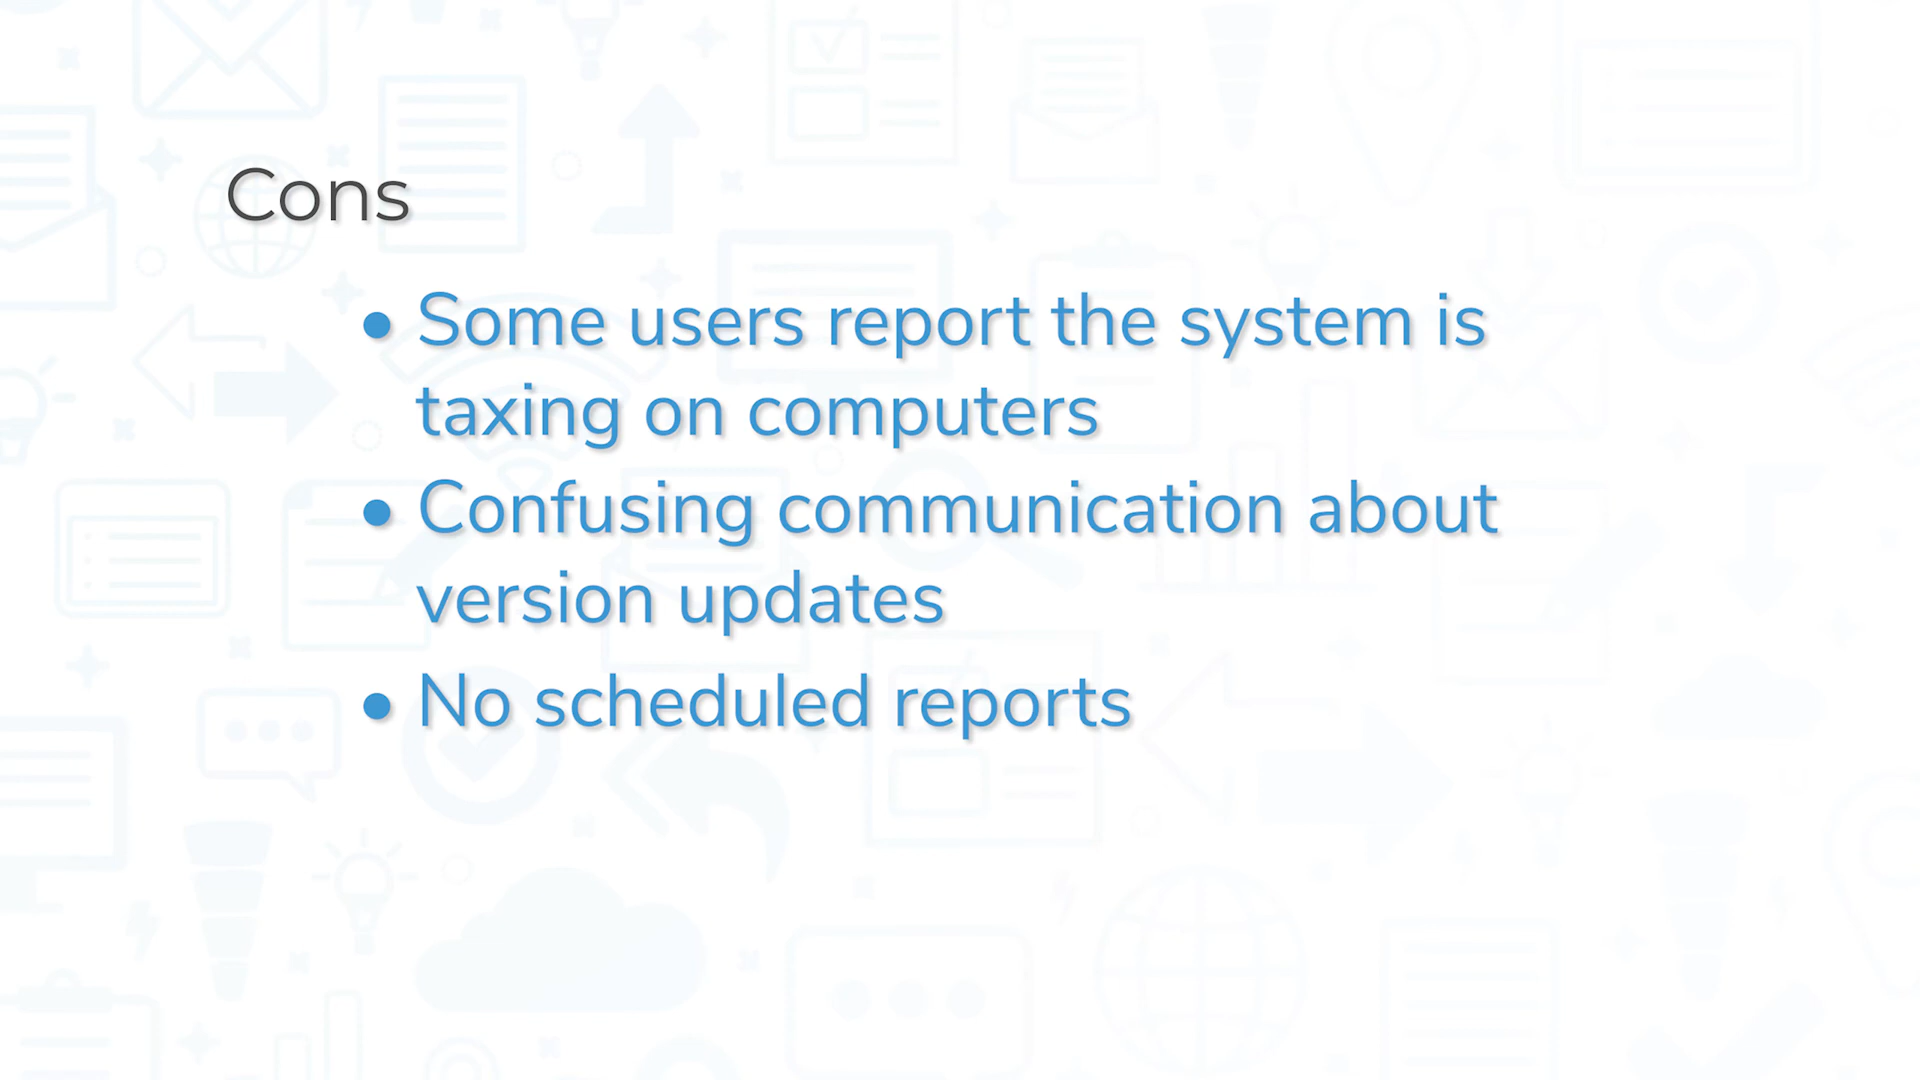 Cons
• Some users report the system is
taxing on computers
• Confusing communication about
version updates
• No scheduled reports